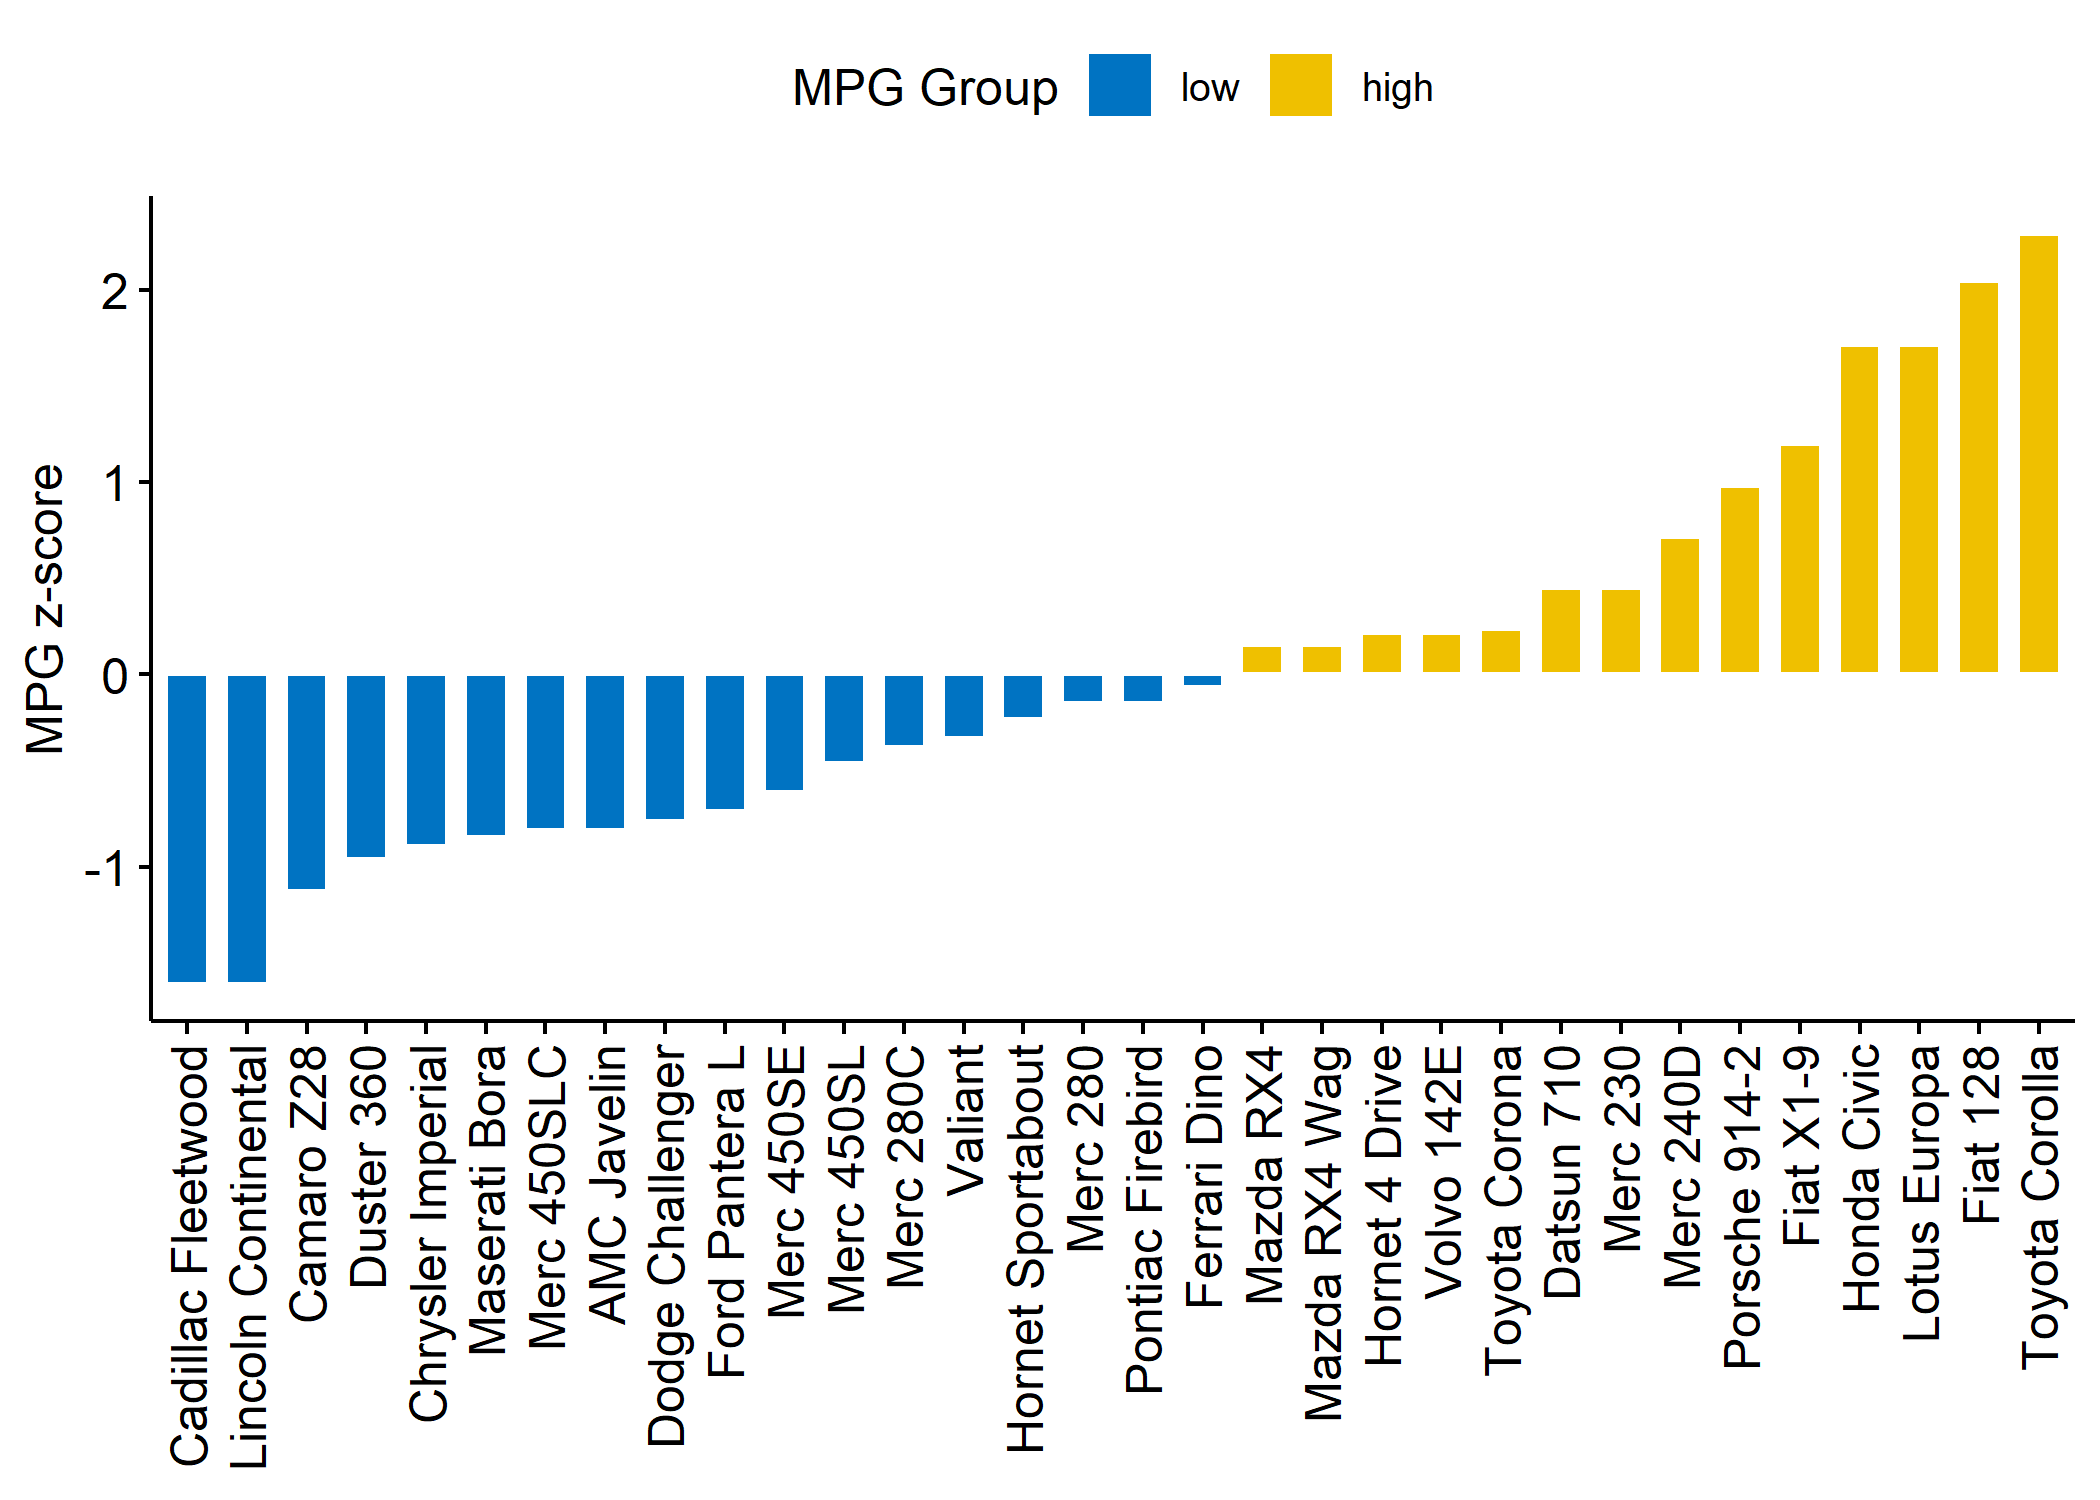 MPG Group low high
MPG z-score
2
1
0
-1
Cadillac Fleetwood
Lincoln Continental
Camaro Z28
Duster 360
Chrysler Imperial
Maserati Bora
Merc 450SLC
AMC Javelin
Dodge Challenger
Ford Pantera L
Merc 450SE
Merc 450SL
Merc 280C
Valiant
Hornet Sportabout
Merc 280
Pontiac Firebird
Ferrari Dino
Mazda RX4
Mazda RX4 Wag
Hornet 4 Drive
Volvo 142E
Toyota Corona
Datsun 710
Merc 230
Merc 240D
Porsche 914-2
Fiat X1-9
Honda Civic
Lotus Europa
Fiat 128
Toyota Corolla